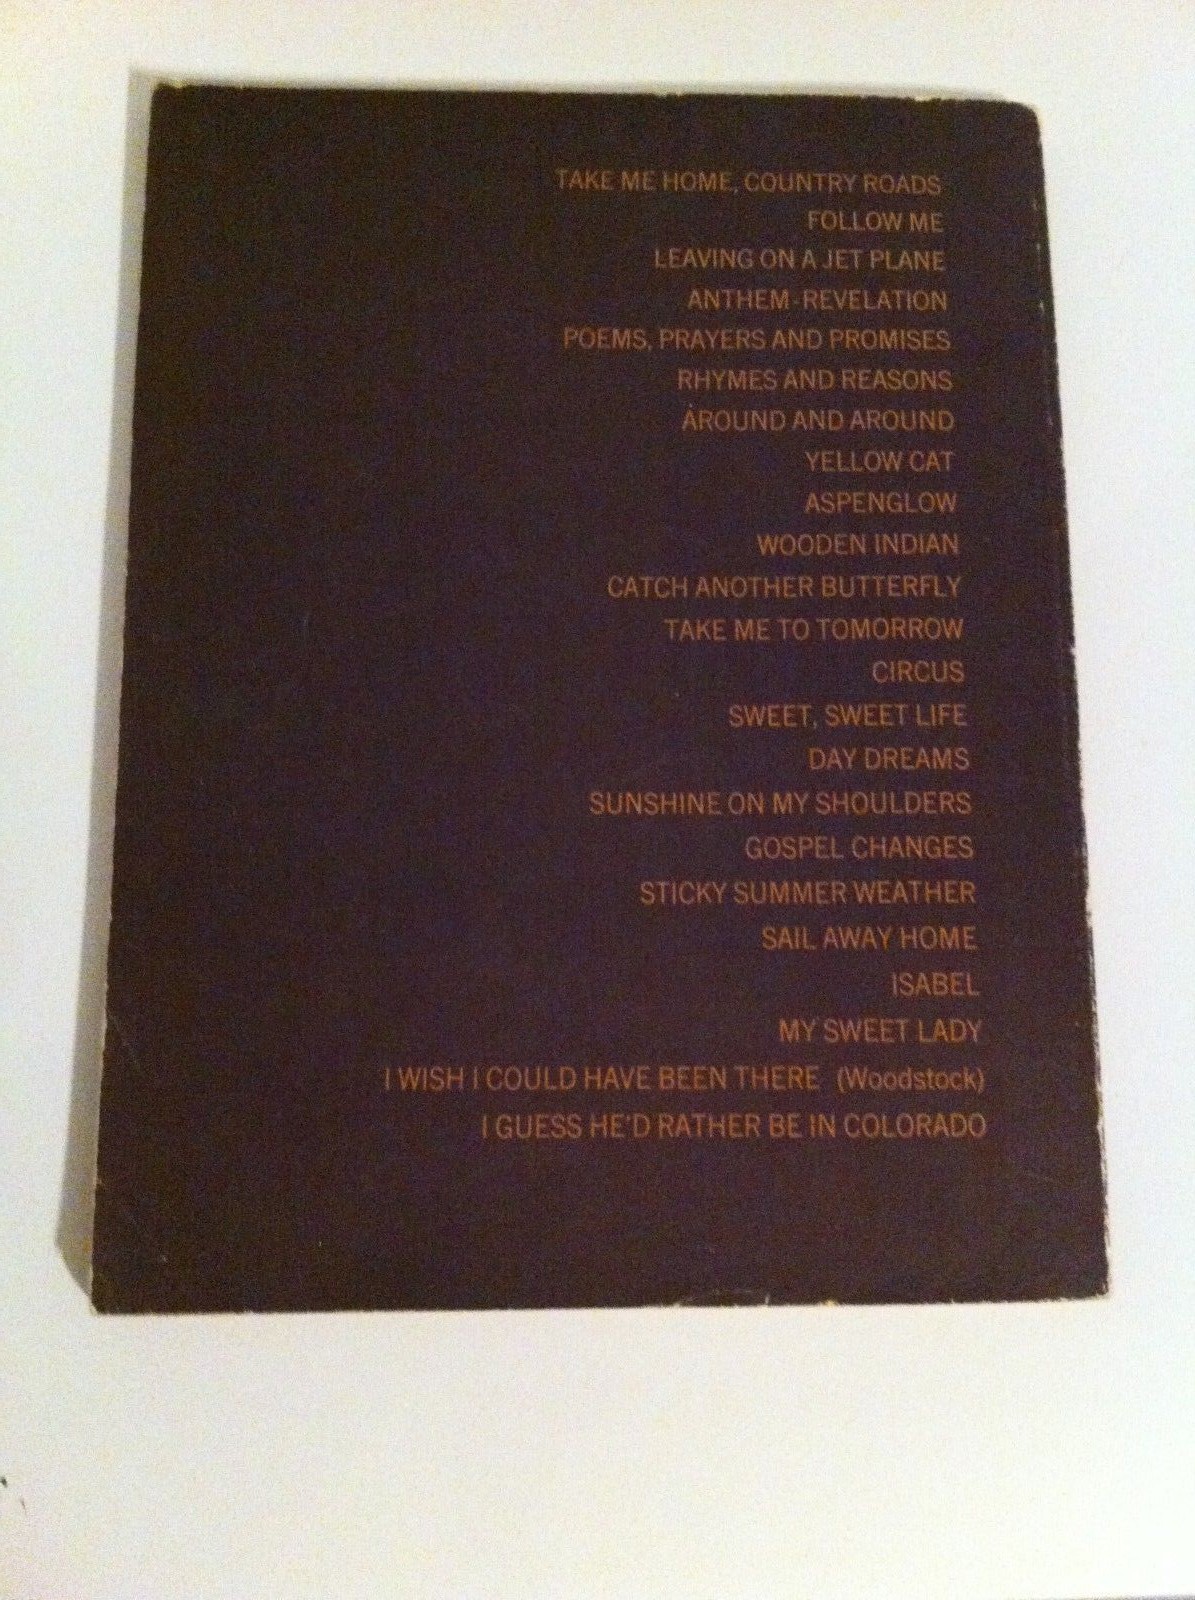 TAKE ME HOME, COUNTRY ROADS
FOLLOW ME
LEAVING ON A JET PLANE
ANTHEM-REVELATION
POEMS, PRAYERS AND PROMISES
RHYMES AND REASONS
AROUND AND AROUND
YELLOW CAT
ASPENGLOW
WOODEN INDIAN
CATCH ANOTHER BUTTERFLY
TAKE ME TO TOMORROW
CIRCUS
SWEET, SWEET LIFE
DAY DREAMS
SUNSHINE ON MY SHOULDERS
GOSPEL CHANGES
STICKY SUMMER WEATHER
SAIL AWAY HOME
ISABEL
MY SWEET LADY
I WISH I COULD HAVE BEEN THERE (Woodstock)
I GUESS HE'D RATHER BE IN COLORADO